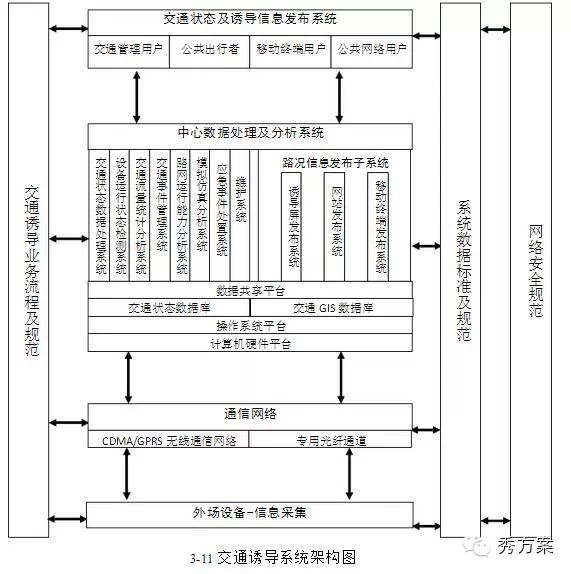 交通状态及诱导信息发布系统
交通管理用户
公共出行者
移动终端用户
公共网络用户
中心数据处理及分析系统
交通状态数据处理系统
设备运行状态检测系统
交通流量统计分析系统
交通事件管理系统
路网运行能力分析系统
模拟仿真分析系统
应急事件处置系统
维护系统
路况信息发布子系统
诱导屏发布系统
网站发布系统
移动终端发布系统
数据共享平台
交通状态数据库
交通 GIS 数据库
操作系统平台
计算机硬件平台
通信网络
CDMA/GPRS 无线通信网络
专用光纤通道
外场设备-信息采集
交通诱导业务流程及规范
系统数据标准及规范
网络安全规范
秀方案
3-11 交通诱导系统架构图